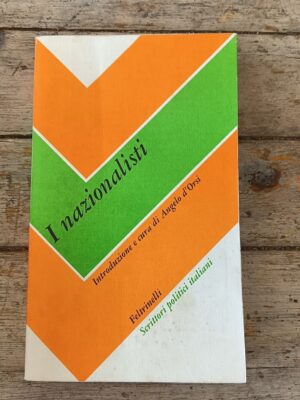 I nazionalisti
Introduzione e cura di Angelo d'Orsi
Feltrinelli
Scrittori politici italiani